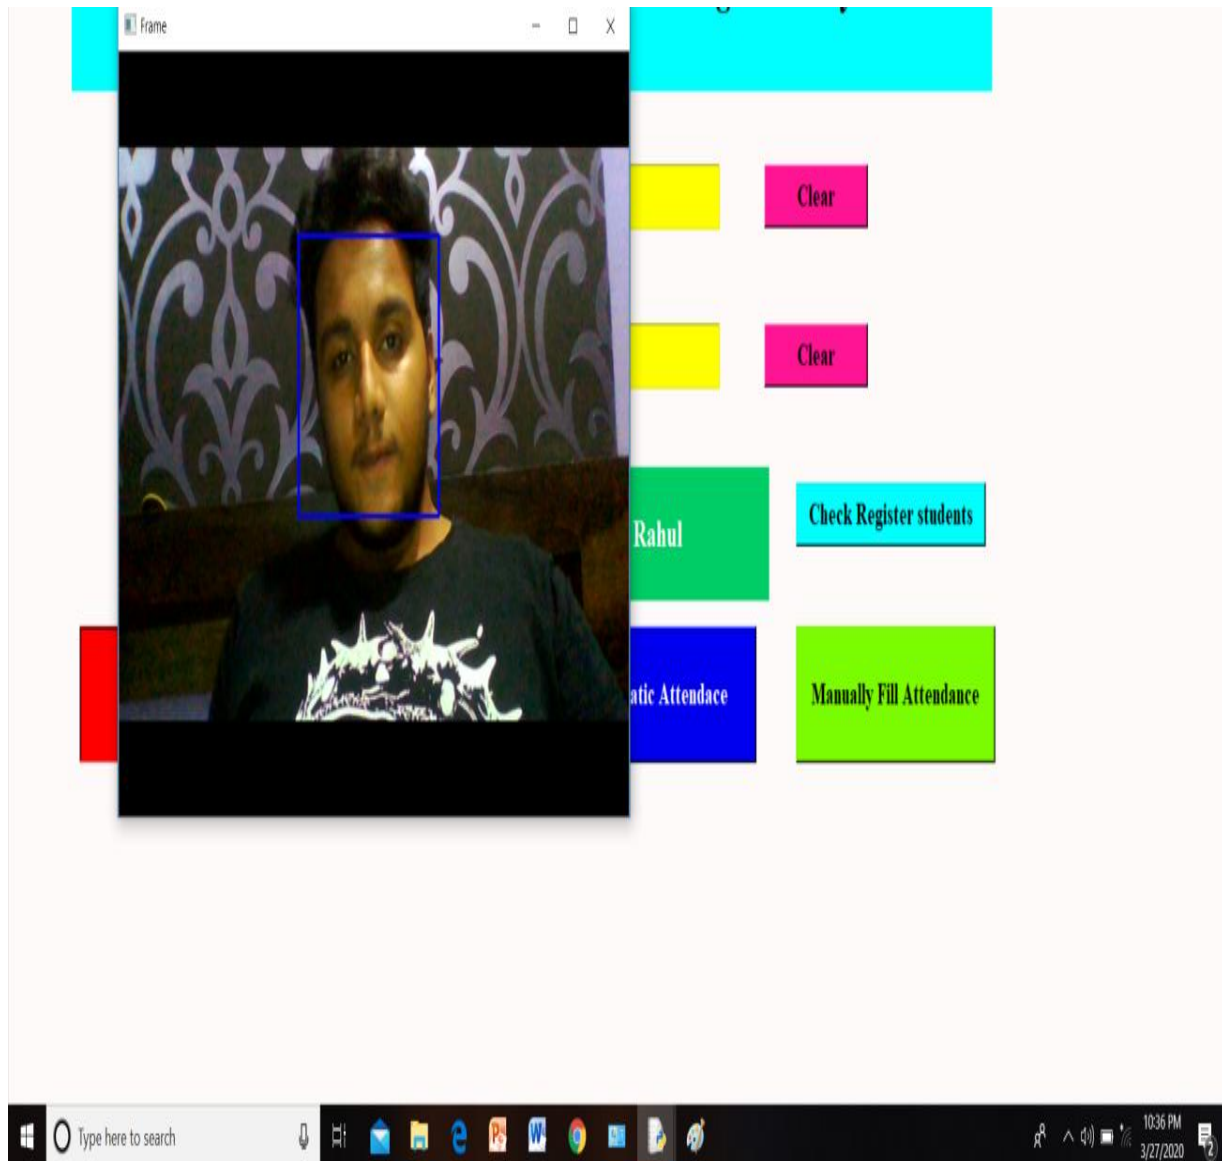 Frame
Clear
Clear
Rahul
Check Register students
atic Attendace
Manually Fill Attendance
Type here to search
10:36 PM
3/27/2020
2